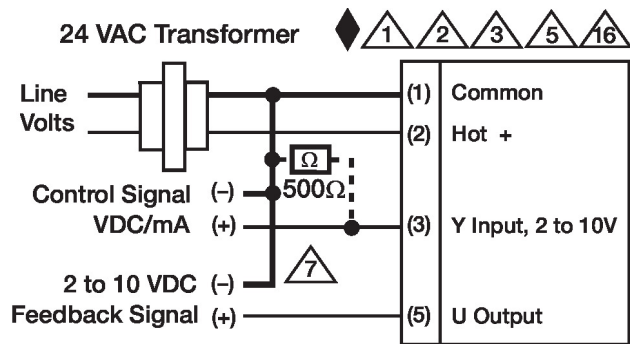 24 VAC Transformer
1 2 3 5 16
Line Volts
(1) Common
(2) Hot +
Ω
500Ω
Control Signal (–)
VDC/mA (+)
(3) Y Input, 2 to 10V
7
2 to 10 VDC (–)
Feedback Signal (+)
(5) U Output